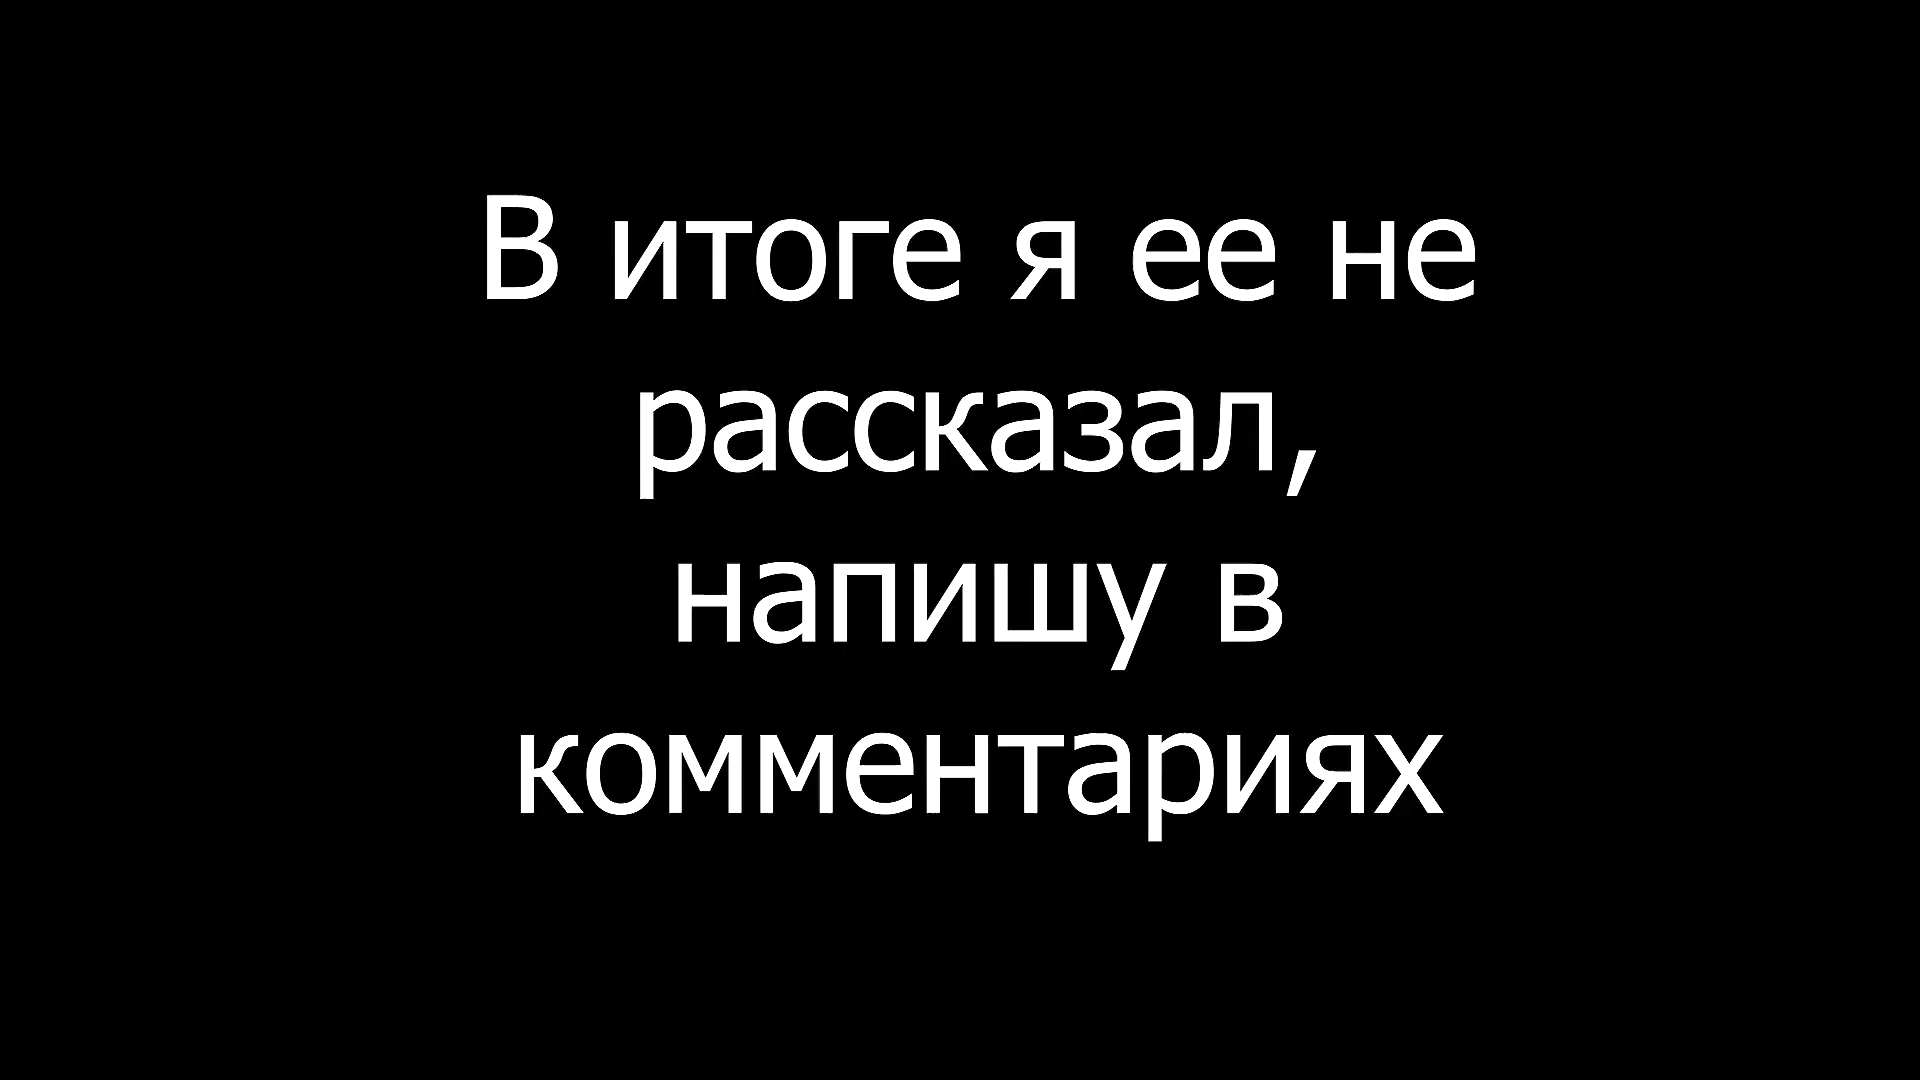 В итоге я ее не
рассказал,
напишу в
комментариях